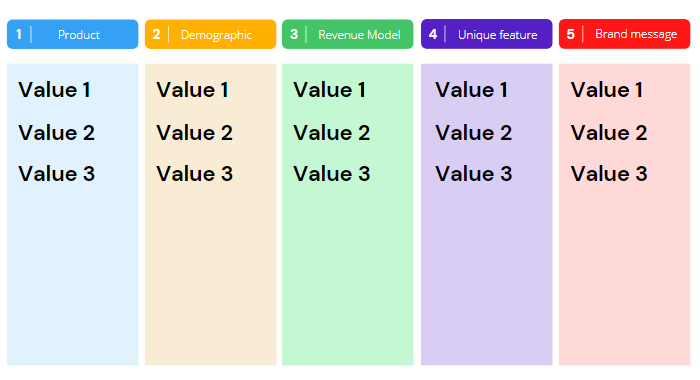 1 Product
2 Demographic
3 Revenue Model
4 Unique feature
5 Brand message
Value 1
Value 2
Value 3
Value 1
Value 2
Value 3
Value 1
Value 2
Value 3
Value 1
Value 2
Value 3
Value 1
Value 2
Value 3